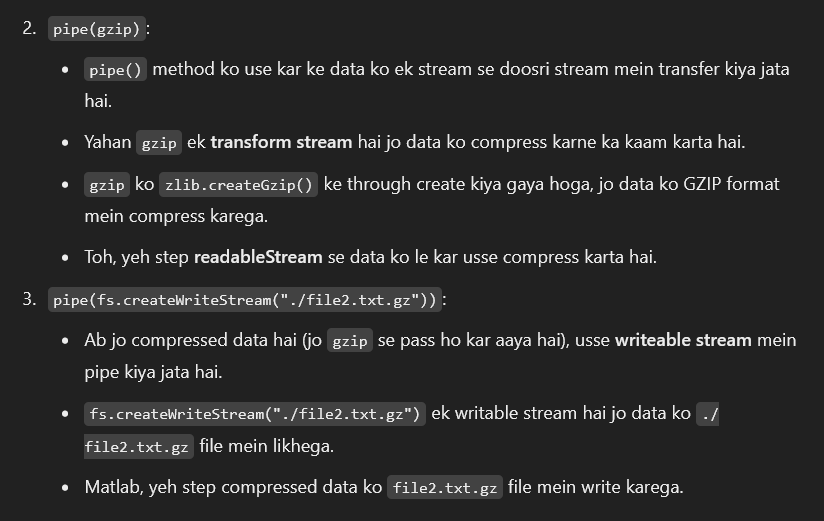 2. pipe(gzip):
• pipe() method ko use kar ke data ko ek stream se doosri stream mein transfer kiya jata
hai.
• Yahan gzip ek transform stream hai jo data ko compress karne ka kaam karta hai.
• gzip ko zlib.createGzip() ke through create kiya gaya hoga, jo data ko GZIP format
mein compress karega.
• Toh, yeh step readableStream se data ko le kar usse compress karta hai.
3. pipe(fs.createWriteStream("./file2.txt.gz")):
• Ab jo compressed data hai (jo gzip se pass ho kar aaya hai), usse writeable stream mein
pipe kiya jata hai.
• fs.createWriteStream("./file2.txt.gz") ek writable stream hai jo data ko ./
file2.txt.gz file mein likhega.
• Matlab, yeh step compressed data ko file2.txt.gz file mein write karega.